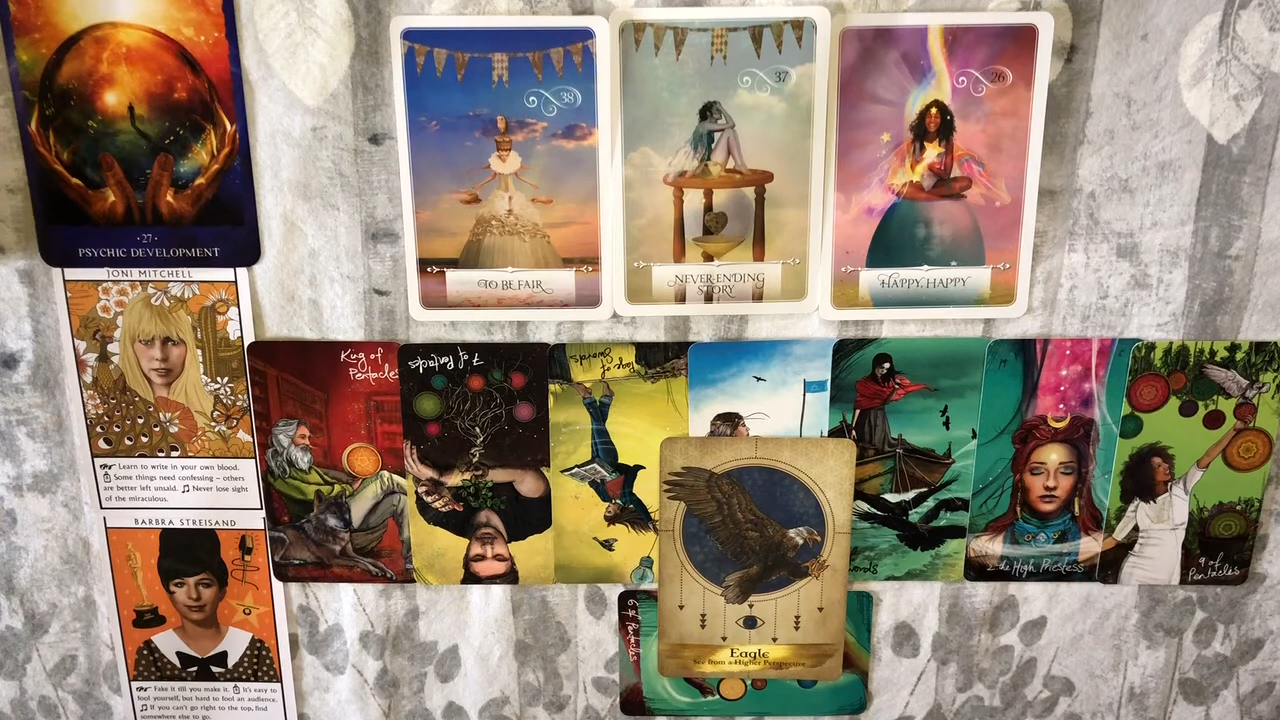 · 27 ·
PSYCHIC DEVELOPMENT
38
TO BE FAIR
37
NEVER-ENDING
STORY
26
HAPPY, HAPPY
JONI MITCHELL
Learn to write in your own blood.
Some things need confessing – others
are better left unsaid. Never lose sight
of the miraculous.
BARBRA STREISAND
Fake it till you make it. It's easy to
fool yourself, but hard to fool an audience.
If you can't go right to the top, find
somewhere else to go.
King of
Pentacles
7 of Pentacles
Page of
Swords
words
2 the High Priestess
9 of
Pentacles
6 of Pentacles
Eagle
See from a Higher Perspective